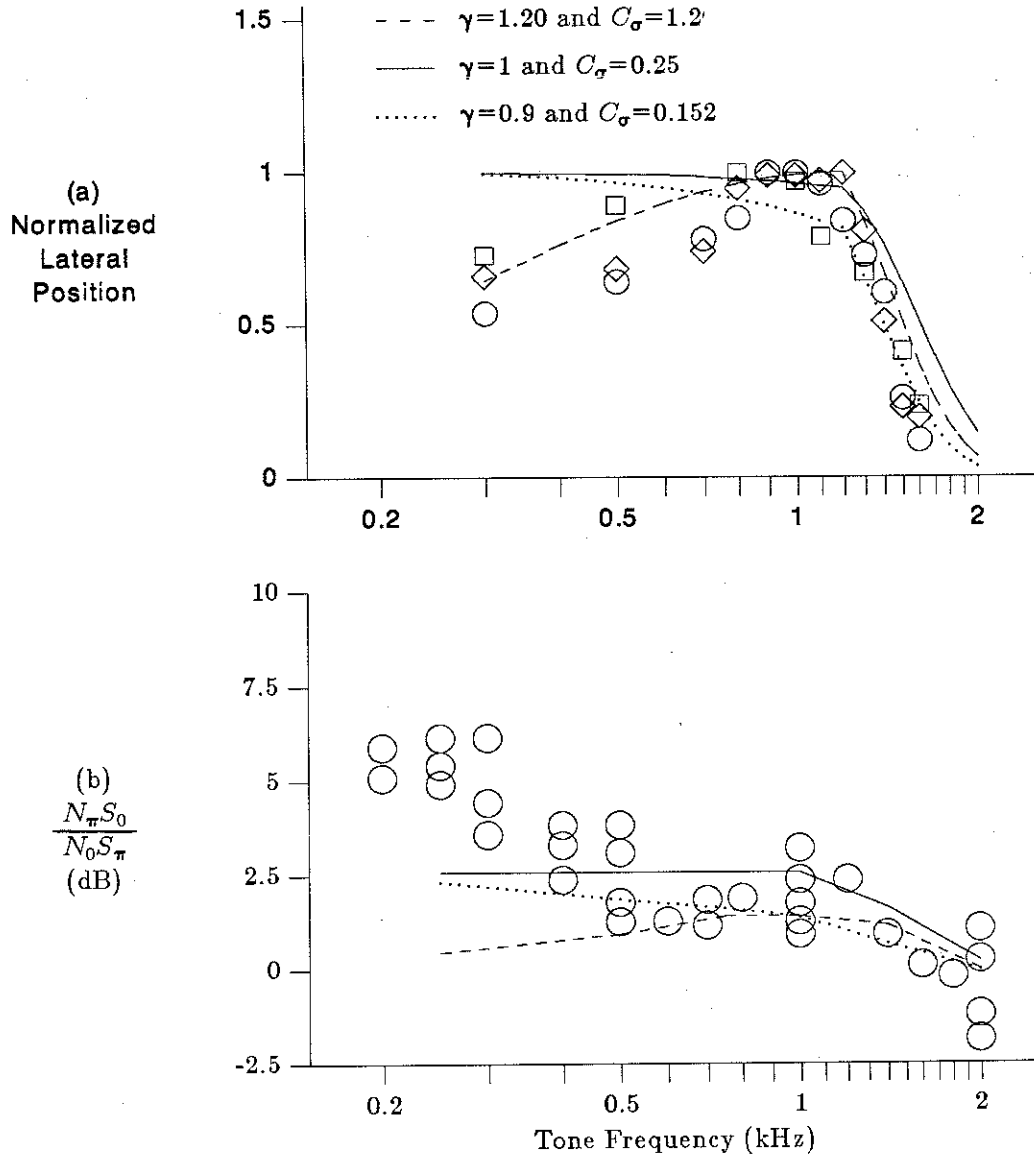 1.5
γ=1.20 and Cσ=1.2
γ=1 and Cσ=0.25
γ=0.9 and Cσ=0.152
1
(a)
Normalized
Lateral
Position
0.5
0
0.2 0.5 1 2
10
7.5
5
(b)
NπS0
N0Sπ
(dB)
2.5
0
-2.5
0.2 0.5 1 2
Tone Frequency (kHz)